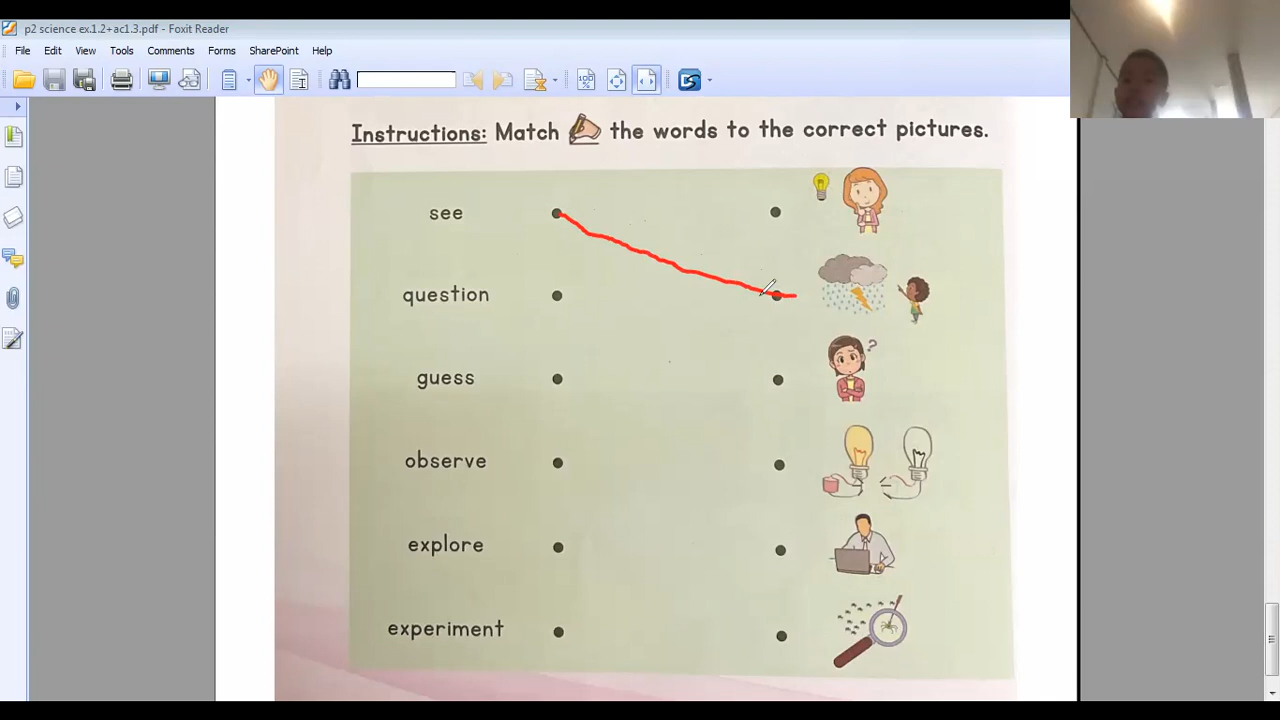 p2 science ex.1.2+ac1.3.pdf - Foxit Reader
File Edit View Tools Comments Forms SharePoint Help
Instructions: Match the words to the correct pictures.
see
question
?
guess
observe
explore
experiment